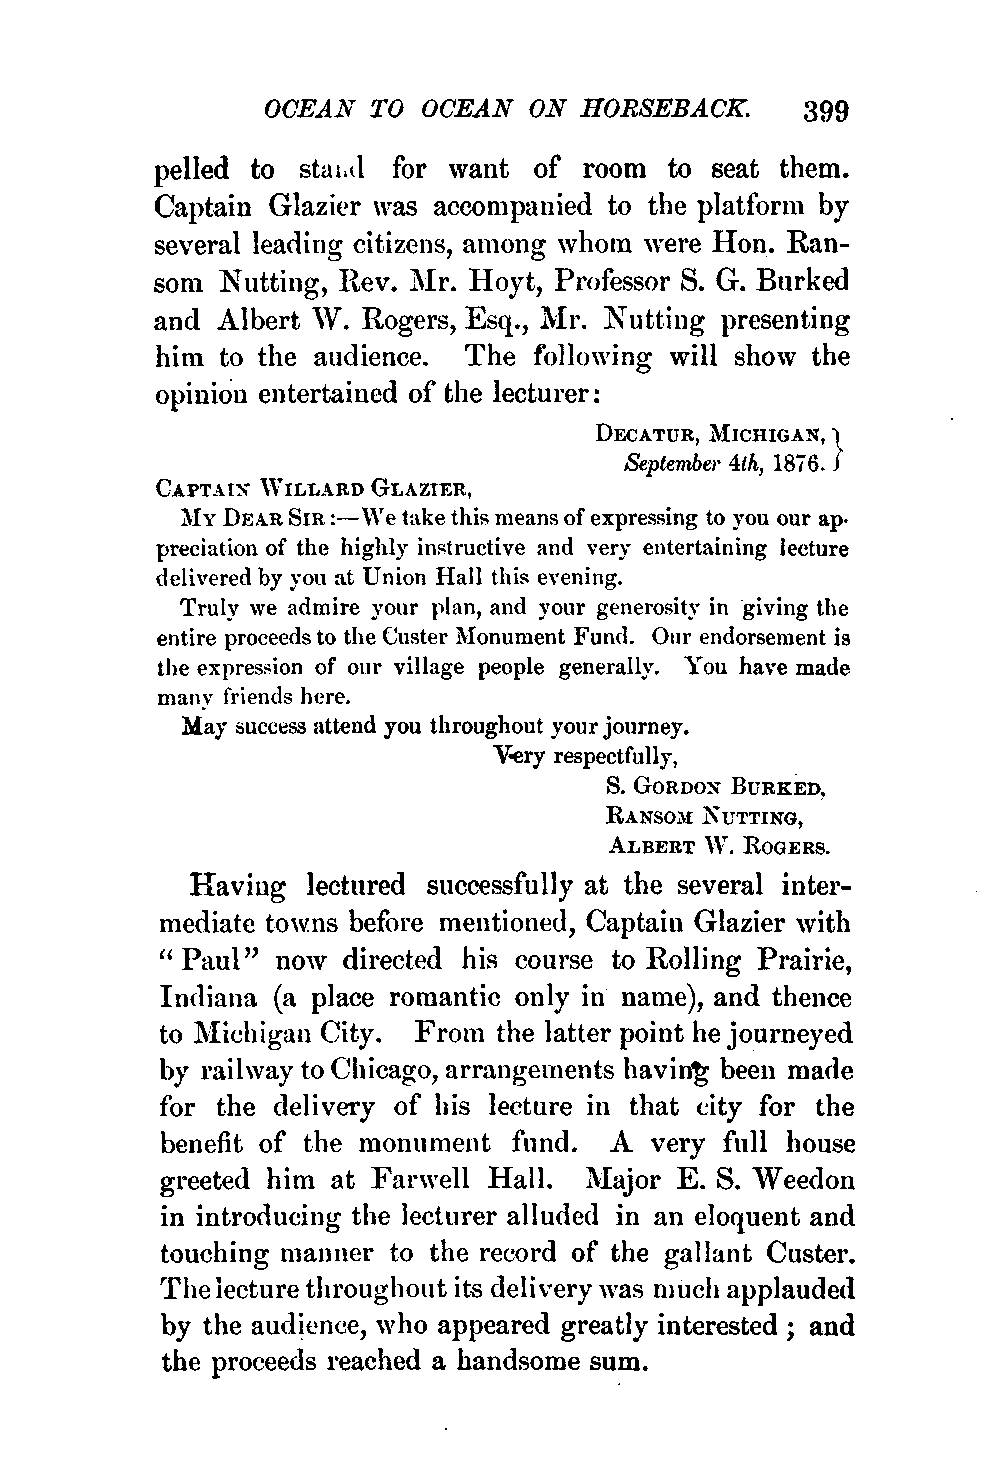 OCEAN TO OCEAN ON HORSEBACK. 399
pelled to stand for want of room to seat them.
Captain Glazier was accompanied to the platform by
several leading citizens, among whom were Hon. Ran-
som Nutting, Rev. Mr. Hoyt, Professor S. G. Burked
and Albert W. Rogers, Esq., Mr. Nutting presenting
him to the audience. The following will show the
opinion entertained of the lecturer:
DECATUR, MICHIGAN, }
September 4th, 1876. }
CAPTAIN WILLARD GLAZIER,
MY DEAR SIR:—We take this means of expressing to you our ap-
preciation of the highly instructive and very entertaining lecture
delivered by you at Union Hall this evening.
Truly we admire your plan, and your generosity in giving the
entire proceeds to the Custer Monument Fund. Our endorsement is
the expression of our village people generally. You have made
many friends here.
May success attend you throughout your journey.
Very respectfully,
S. GORDON BURKED,
RANSOM NUTTING,
ALBERT W. ROGERS.
Having lectured successfully at the several inter-
mediate towns before mentioned, Captain Glazier with
"Paul" now directed his course to Rolling Prairie,
Indiana (a place romantic only in name), and thence
to Michigan City. From the latter point he journeyed
by railway to Chicago, arrangements having been made
for the delivery of his lecture in that city for the
benefit of the monument fund. A very full house
greeted him at Farwell Hall. Major E. S. Weedon
in introducing the lecturer alluded in an eloquent and
touching manner to the record of the gallant Custer.
The lecture throughout its delivery was much applauded
by the audience, who appeared greatly interested; and
the proceeds reached a handsome sum.